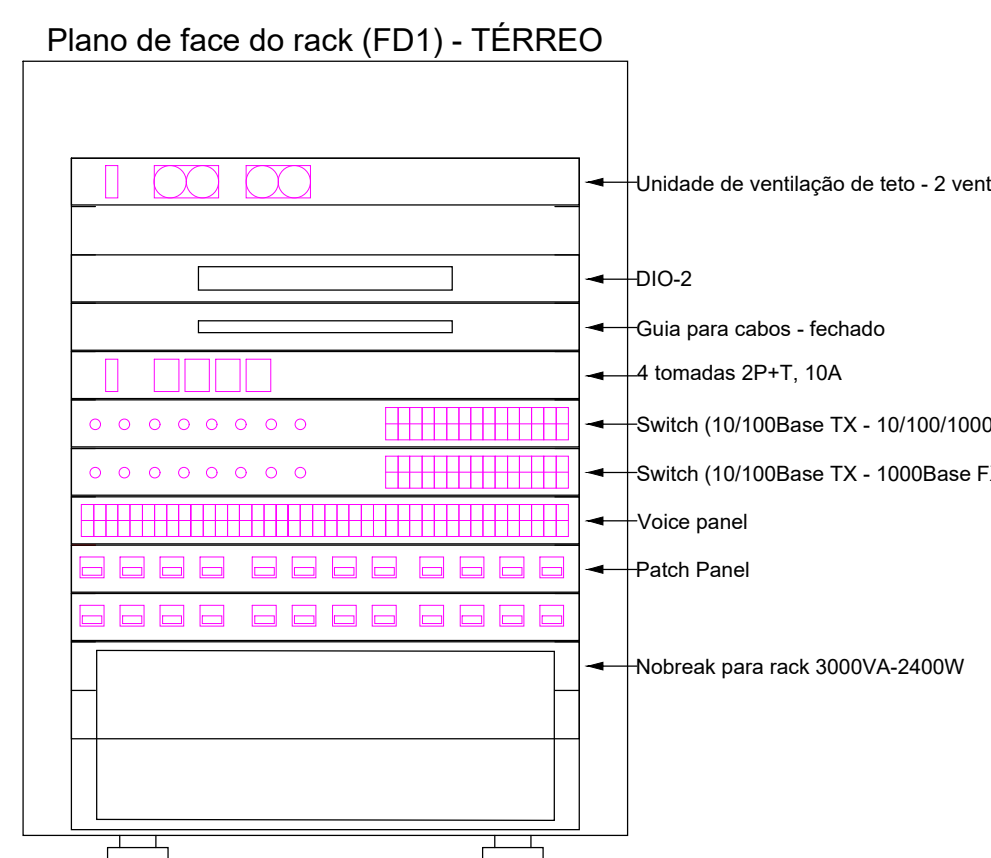 Plano de face do rack (FD1) - TÉRREO
Unidade de ventilação de teto - 2 vent
DIO-2
Guia para cabos - fechado
4 tomadas 2P+T, 10A
Switch (10/100Base TX - 10/100/1000
Switch (10/100Base TX - 1000Base F
Voice panel
Patch Panel
Nobreak para rack 3000VA-2400W